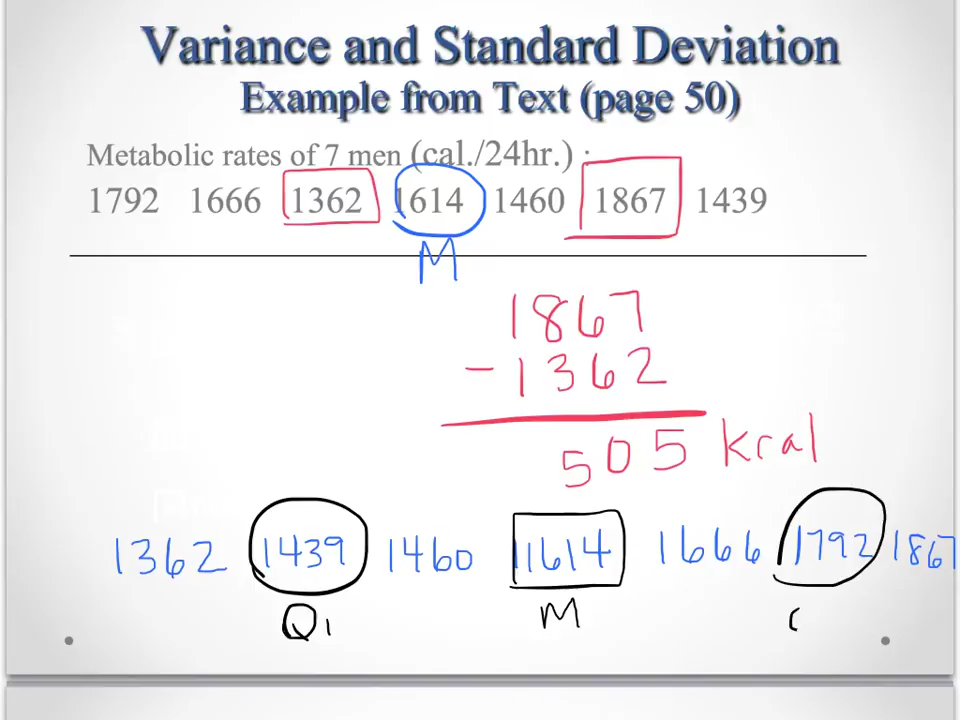 Variance and Standard Deviation
Example from Text (page 50)
Metabolic rates of 7 men (cal./24hr.) :
1792 1666 1362 1614 1460 1867 1439
M
1867
-1362
505 kcal
1362 1439 1460 1614 1666 1792 1867
Q1 M